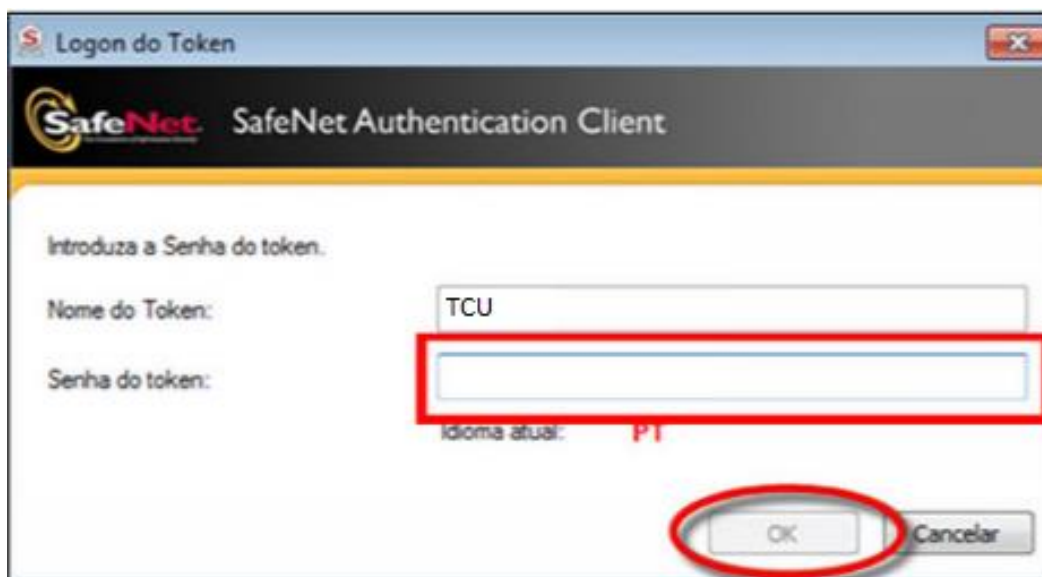 Logon do Token
SafeNet. SafeNet Authentication Client
Introduza a Senha do token.
Nome do Token: TCU
Senha do token:
Idioma atual: PT
OK Cancelar